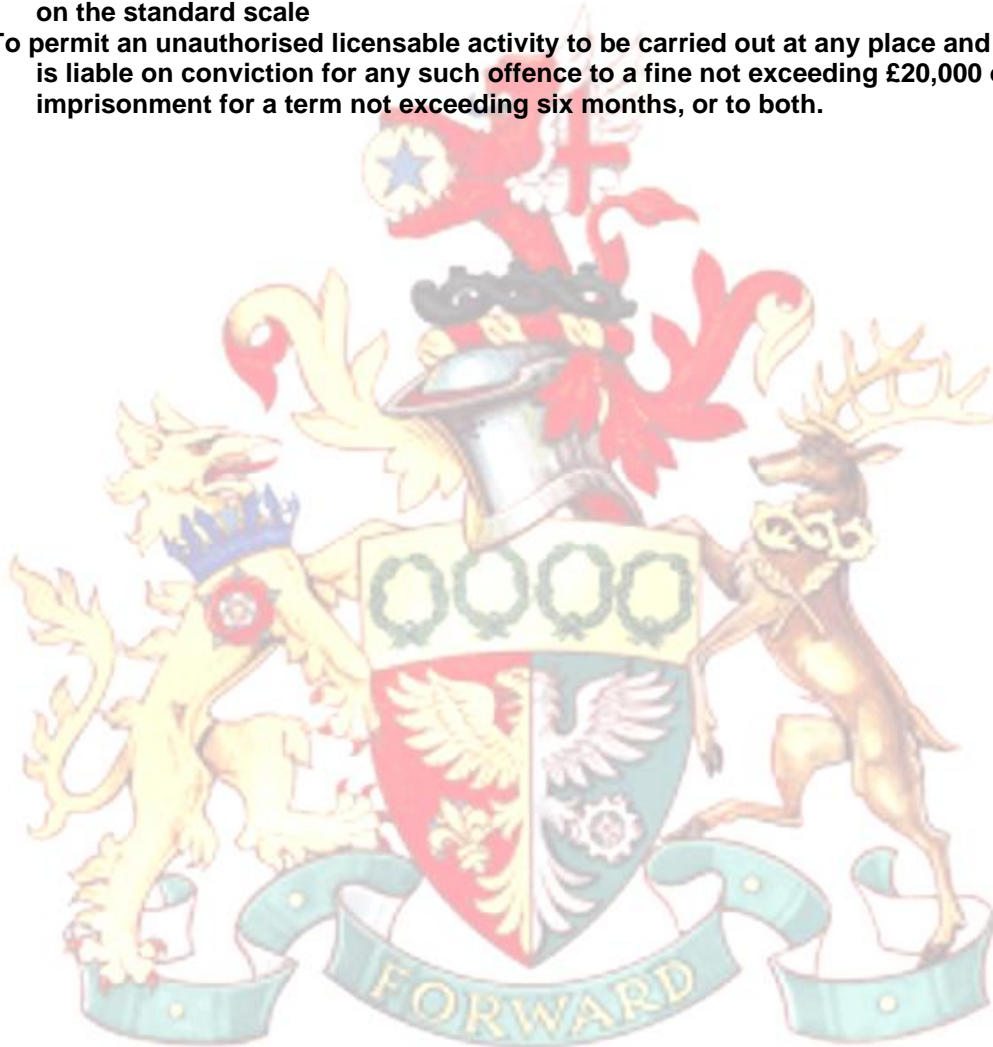 on the standard scale
To permit an unauthorised licensable activity to be carried out at any place and
is liable on conviction for any such offence to a fine not exceeding £20,000
imprisonment for a term not exceeding six months, or to both.
FORWARD